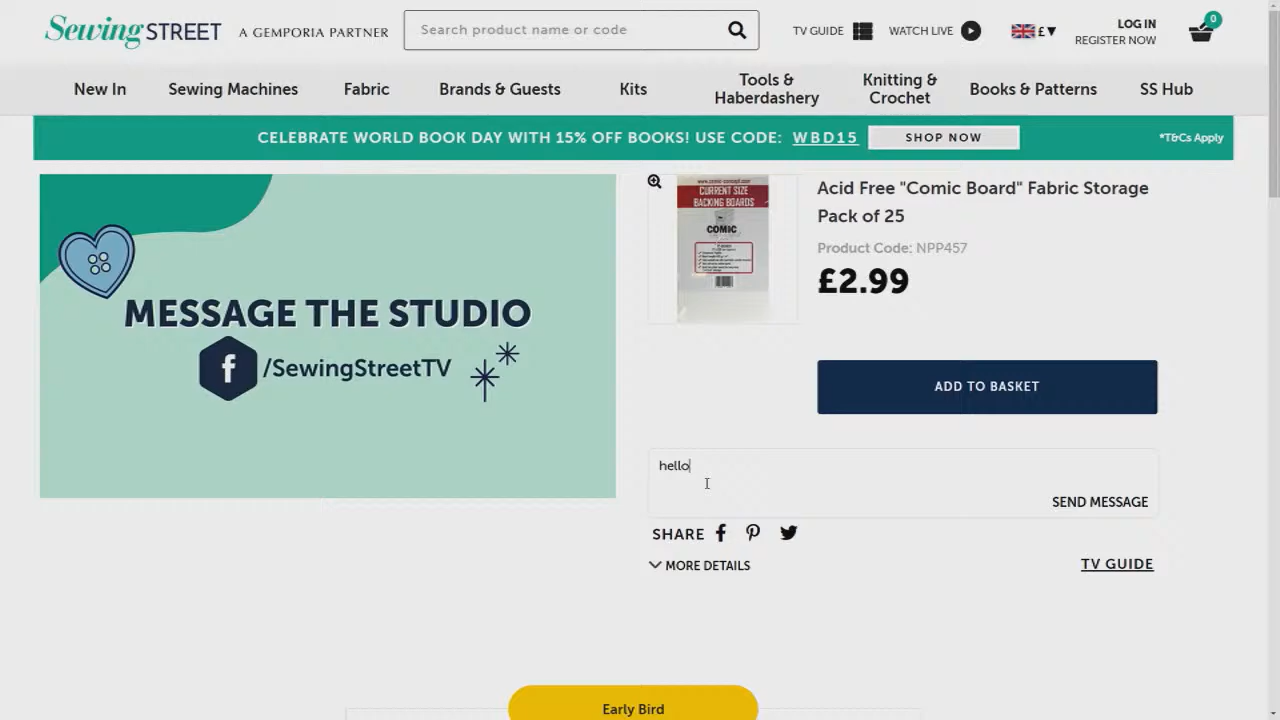 Sewing STREET
A GEMPORIA PARTNER
Search product name or code
TV GUIDE
WATCH LIVE
£▼
LOG IN
REGISTER NOW
0
New In
Sewing Machines
Fabric
Brands & Guests
Kits
Tools &
Haberdashery
Knitting &
Crochet
Books & Patterns
SS Hub
CELEBRATE WORLD BOOK DAY WITH 15% OFF BOOKS! USE CODE: WBD15
SHOP NOW
*T&Cs Apply
MESSAGE THE STUDIO
f /SewingStreetTV
CURRENT SIZE
BACKING BOARDS
COMIC
Acid Free "Comic Board" Fabric Storage
Pack of 25
Product Code: NPP457
£2.99
ADD TO BASKET
hello
SEND MESSAGE
SHARE
MORE DETAILS
TV GUIDE
Early Bird